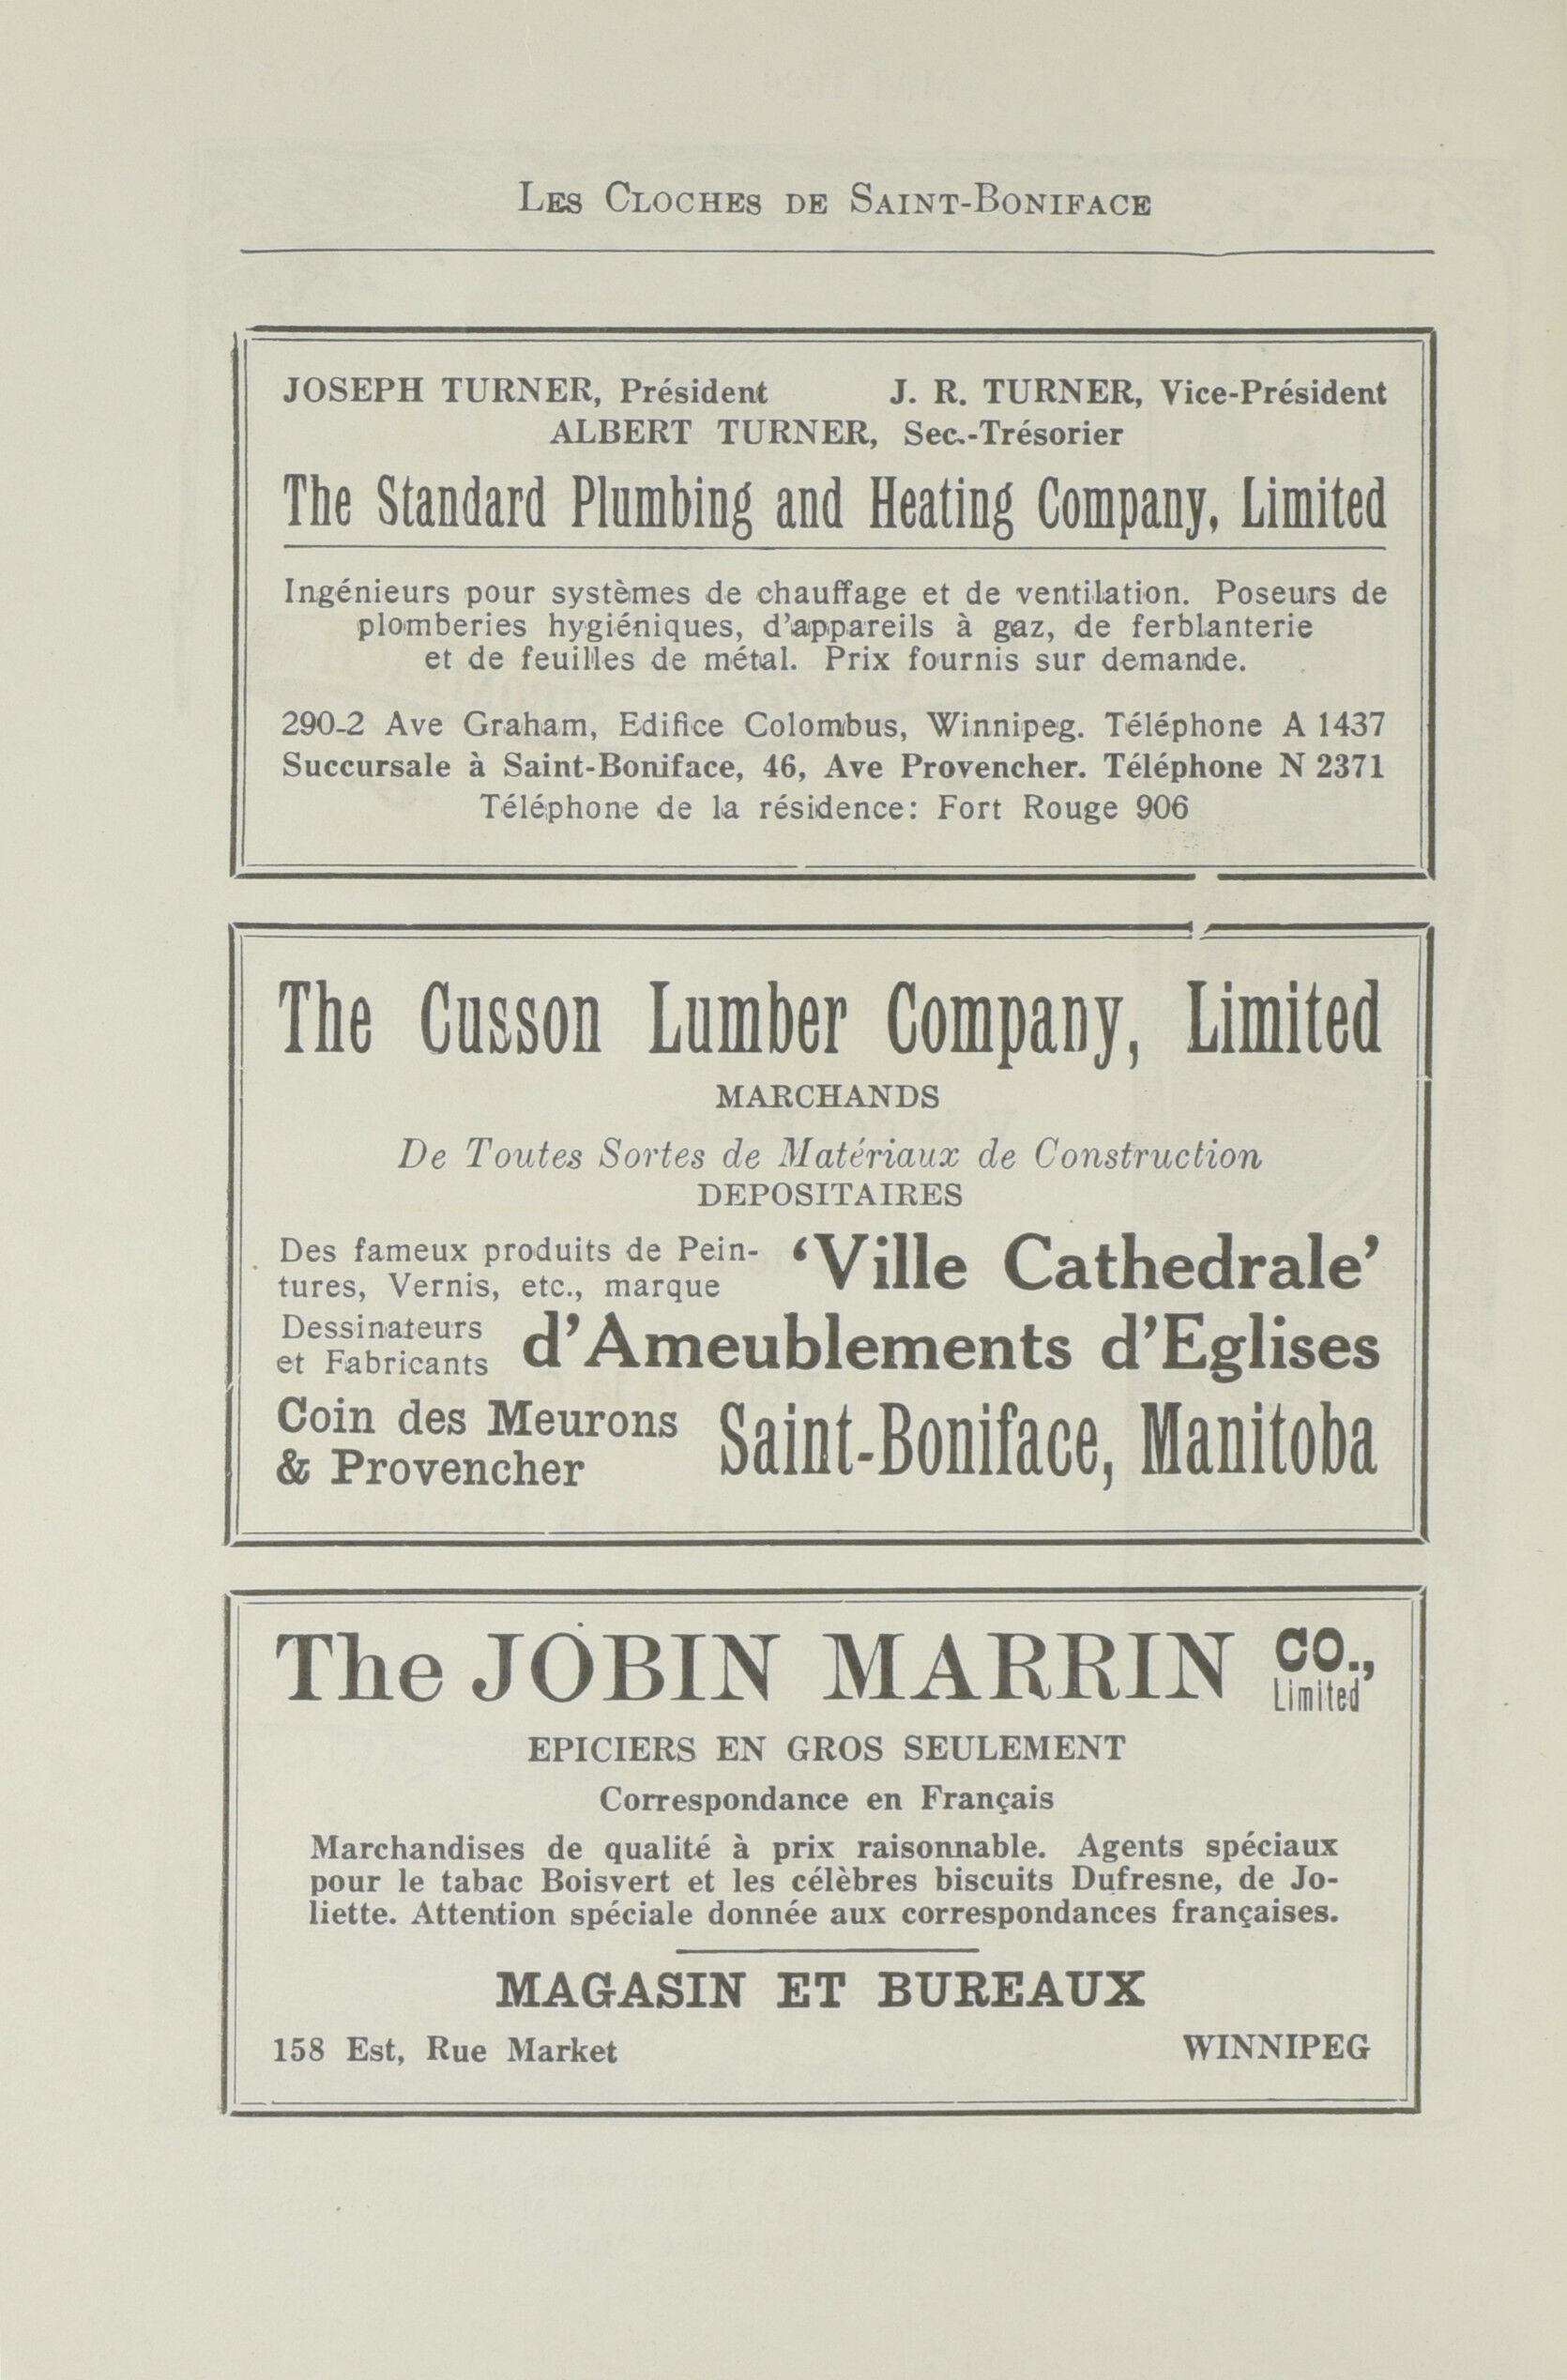 Les Cloches de Saint-Boniface
JOSEPH TURNER, Président J. R. TURNER, Vice-Président
ALBERT TURNER, Sec.-Trésorier
The Standard Plumbing and Heating Company, Limited
Ingénieurs pour systèmes de chauffage et de ventilation. Poseurs de
plomberies hygiéniques, d'appareils à gaz, de ferblanterie
et de feuilles de métal. Prix fournis sur demande.
290-2 Ave Graham, Edifice Colombus, Winnipeg. Téléphone A 1437
Succursale à Saint-Boniface, 46, Ave Provencher. Téléphone N 2371
Téléphone de la résidence: Fort Rouge 906
The Cusson Lumber Company, Limited
MARCHANDS
De Toutes Sortes de Matériaux de Construction
DEPOSITAIRES
Des fameux produits de Pein-
tures, Vernis, etc., marque
‘Ville Cathedrale’
Dessinateurs
et Fabricants
d’Ameublements d’Eglises
Coin des Meurons
& Provencher
Saint-Boniface, Manitoba
The JOBIN MARRIN CO.,
Limited
EPICIERS EN GROS SEULEMENT
Correspondance en Français
Marchandises de qualité à prix raisonnable. Agents spéciaux
pour le tabac Boisvert et les célèbres biscuits Dufresne, de Jo-
liette. Attention spéciale donnée aux correspondances françaises.
MAGASIN ET BUREAUX
158 Est, Rue Market WINNIPEG